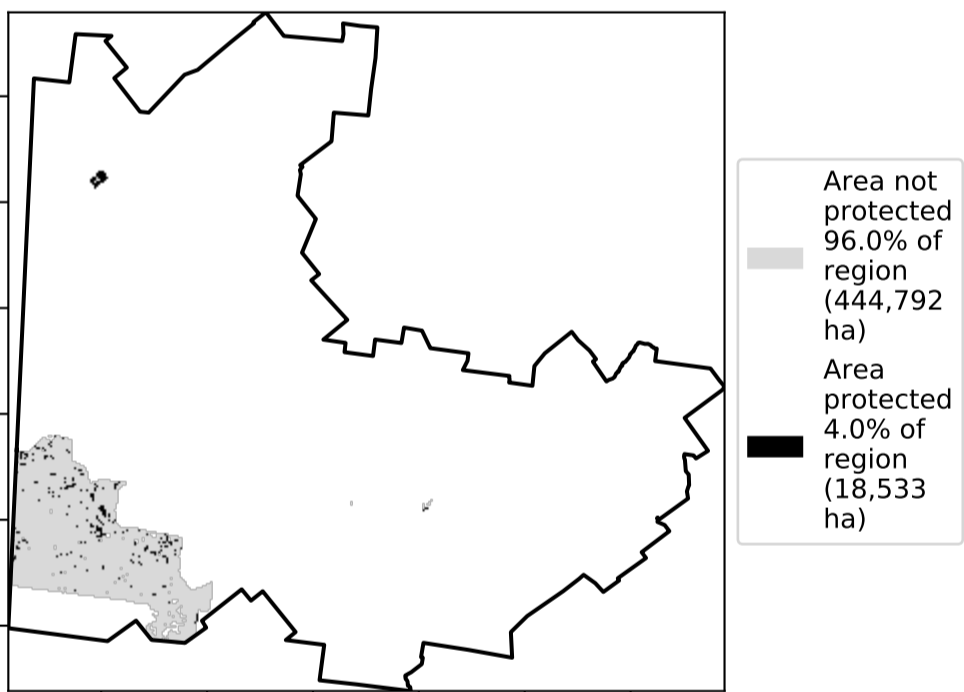 Area not
protected
96.0% of
region
(444,792
ha)
Area
protected
4.0% of
region
(18,533
ha)